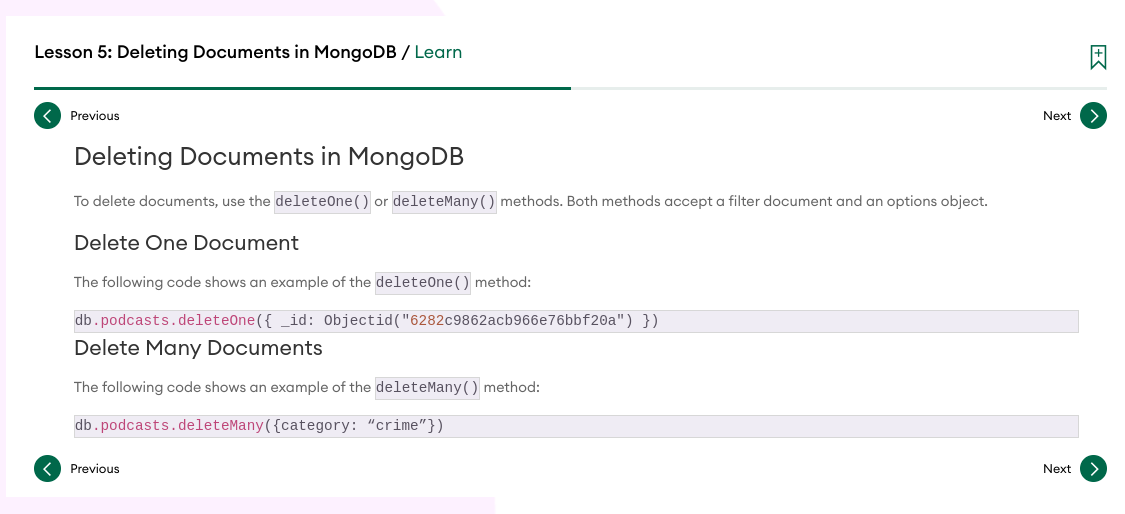 Lesson 5: Deleting Documents in MongoDB / Learn
Previous
Next
Deleting Documents in MongoDB
To delete documents, use the deleteOne() or deleteMany() methods. Both methods accept a filter document and an options object.
Delete One Document
The following code shows an example of the deleteOne() method:
db.podcasts.deleteOne({ _id: Objectid("6282c9862acb966e76bbf20a") })
Delete Many Documents
The following code shows an example of the deleteMany() method:
db.podcasts.deleteMany({category: “crime”})
Previous
Next